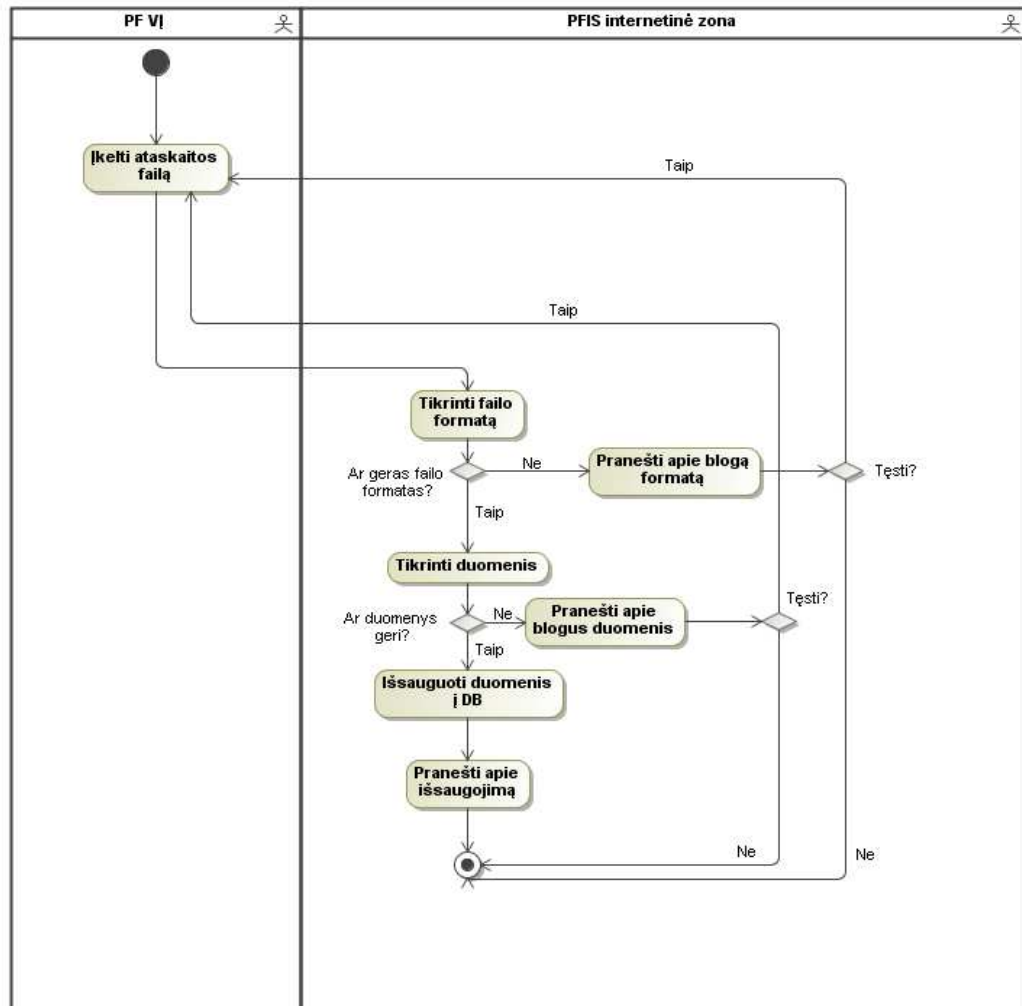 PF VĮ
PFIS internetinė zona
Įkelti ataskaitos
failą
Taip
Taip
Tikrinti failo
formatą
Ar geras failo
formatas?
Ne
Pranešti apie blogą
formatą
Tęsti?
Taip
Tikrinti duomenis
Ar duomenys
geri?
Ne
Pranešti apie
blogus duomenis
Tęsti?
Taip
Išsauguoti duomenis
į DB
Pranešti apie
išsaugojimą
Ne
Ne